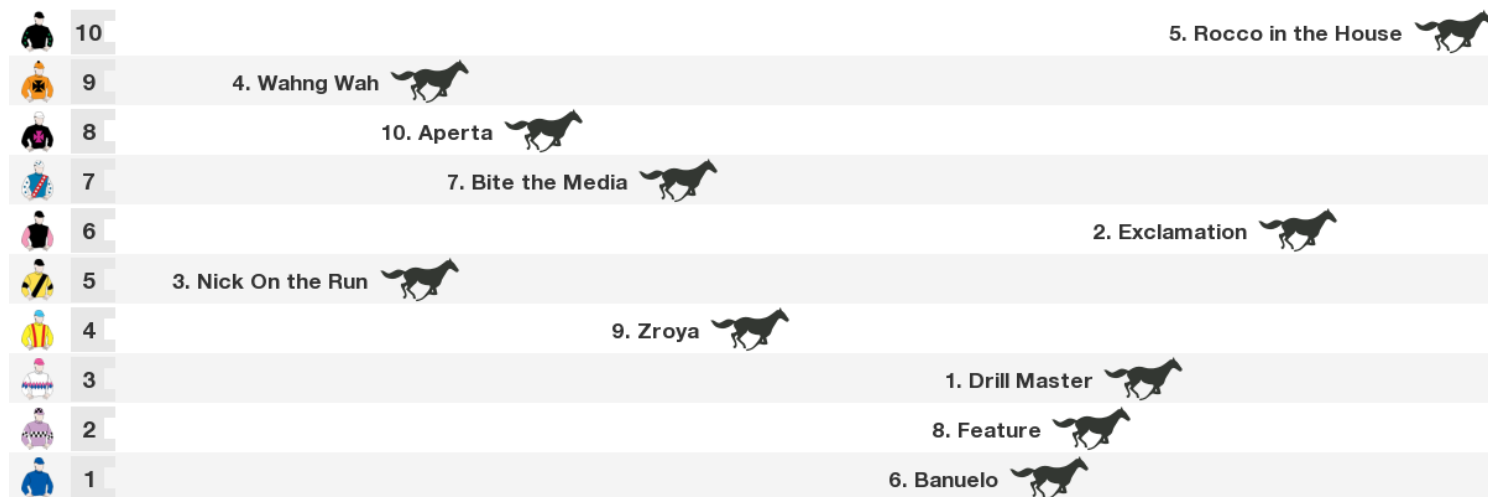 10 5. Rocco in the House
9 4. Wahng Wah
8 10. Aperta
7 7. Bite the Media
6 2. Exclamation
5 3. Nick On the Run
4 9. Zroya
3 1. Drill Master
2 8. Feature
1 6. Banuelo